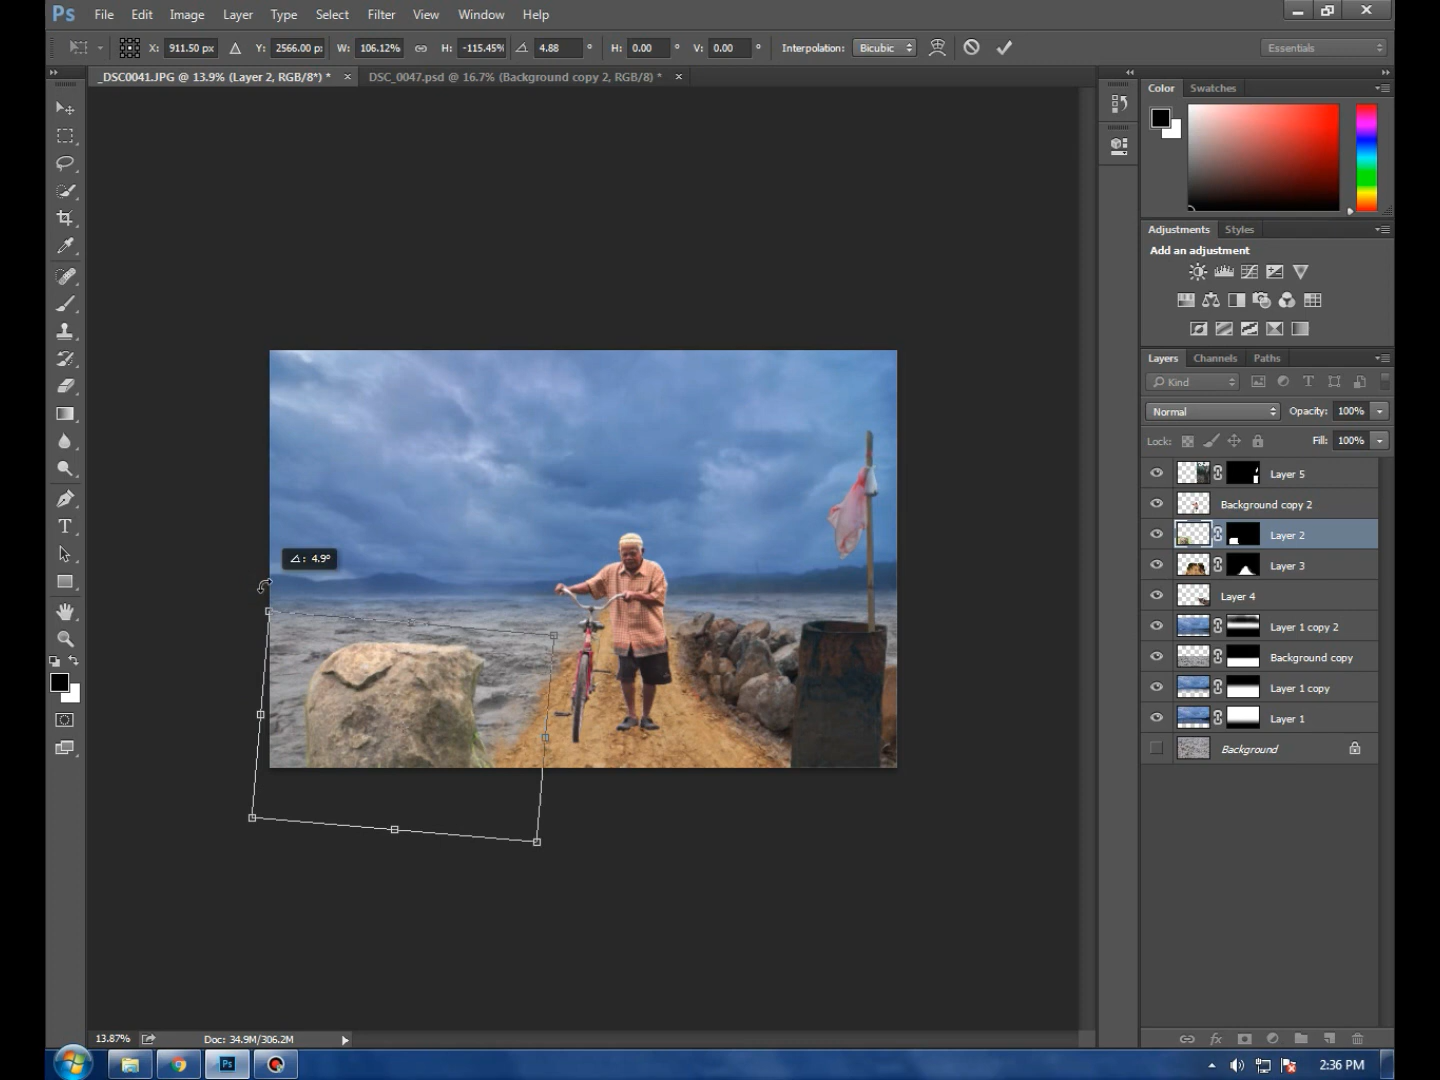 Ps File Edit Image Layer Type Select Filter View Window Help
X: 911.50 px Y: 2566.00 p: W: 106.12% H: -115.45% 4.88 ° H: 0.00 ° V: 0.00 ° Interpolation: Bicubic Essentials
_DSC0041.JPG @ 13.9% (Layer 2, RGB/8*) * × DSC_0047.psd @ 16.7% (Background copy 2, RGB/8) * ×
Color Swatches
Adjustments Styles
Add an adjustment
Layers Channels Paths
Kind
Normal Opacity: 100%
Lock: Fill: 100%
Layer 5
Background copy 2
Layer 2
Layer 3
Layer 4
Layer 1 copy 2
Background copy
Layer 1 copy
Layer 1
Background
: 4.9°
13.87% Doc: 34.9M/306.2M
Ps 2:36 PM